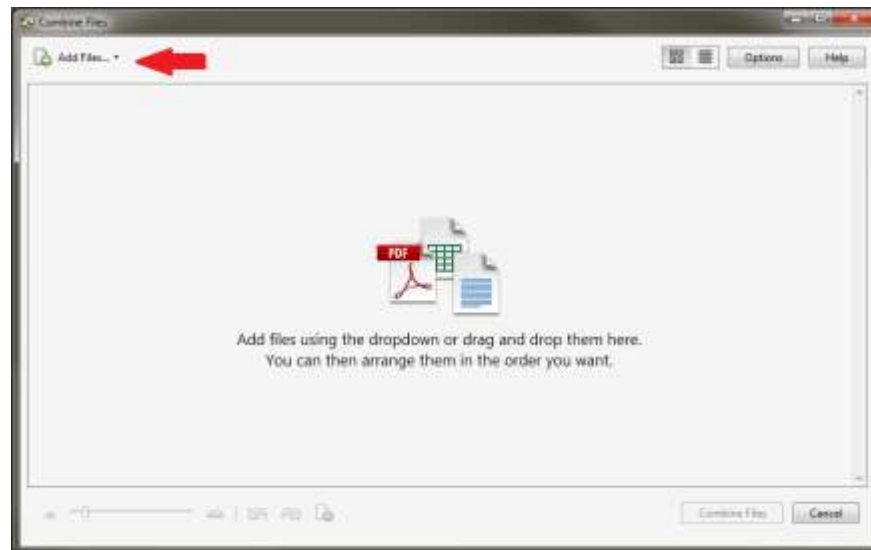 Combine Files
Add Files...
Options
Help
PDF
Add files using the dropdown or drag and drop them here.
You can then arrange them in the order you want.
Combine Files
Cancel